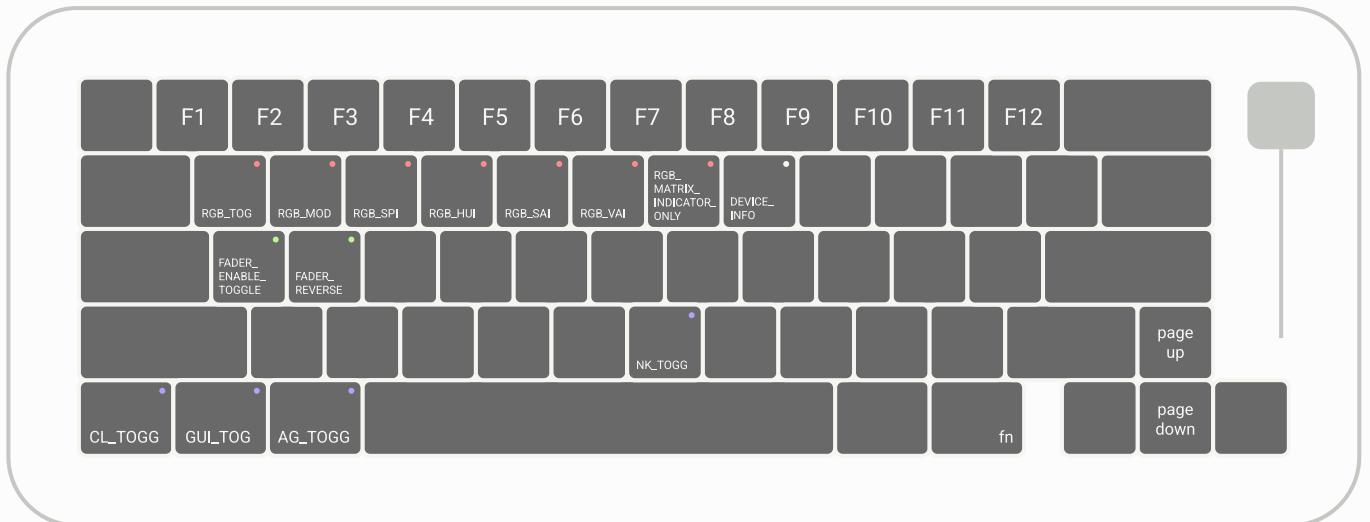 F1 F2 F3 F4 F5 F6 F7 F8 F9 F10 F11 F12
RGB_TOG
RGB_MOD
RGB_SPI
RGB_HUI
RGB_SAI
RGB_VAI
RGB_
MATRIX_
INDICATOR_
ONLY
DEVICE_
INFO
FADER_
ENABLE_
TOGGLE
FADER_
REVERSE
NK_TOGG
page
up
CL_TOGG
GUI_TOG
AG_TOGG
fn
page
down